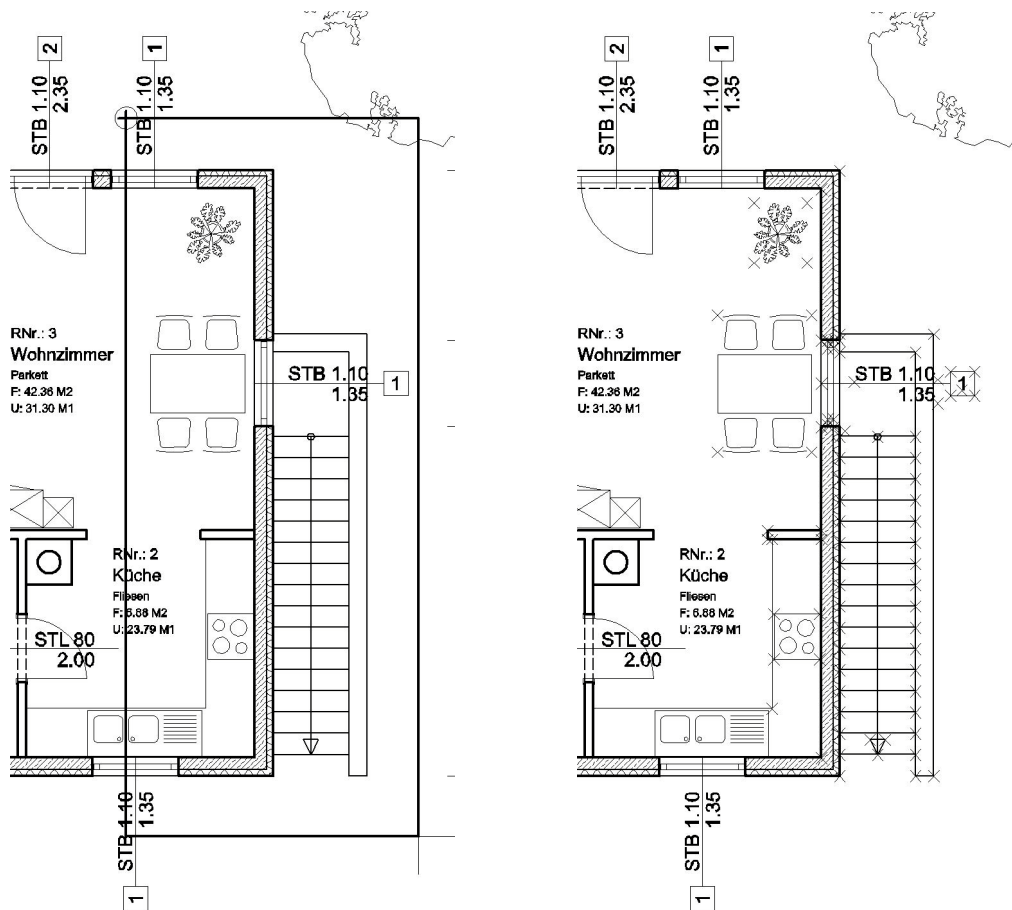 2
1
STB 1.10
2.35
STB 1.10
1.35
RNr.: 3
Wohnzimmer
Parkett
F: 42.36 M2
U: 31.30 M1
STB 1.10
1.35
1
RNr.: 2
Küche
Fliesen
F: 6.88 M2
U: 23.79 M1
STL 80
2.00
STB 1.10
1.35
1
2
1
STB 1.10
2.35
STB 1.10
1.35
RNr.: 3
Wohnzimmer
Parkett
F: 42.36 M2
U: 31.30 M1
STB 1.10
1.35
1
RNr.: 2
Küche
Fliesen
F: 6.88 M2
U: 23.79 M1
STL 80
2.00
STB 1.10
1.35
1